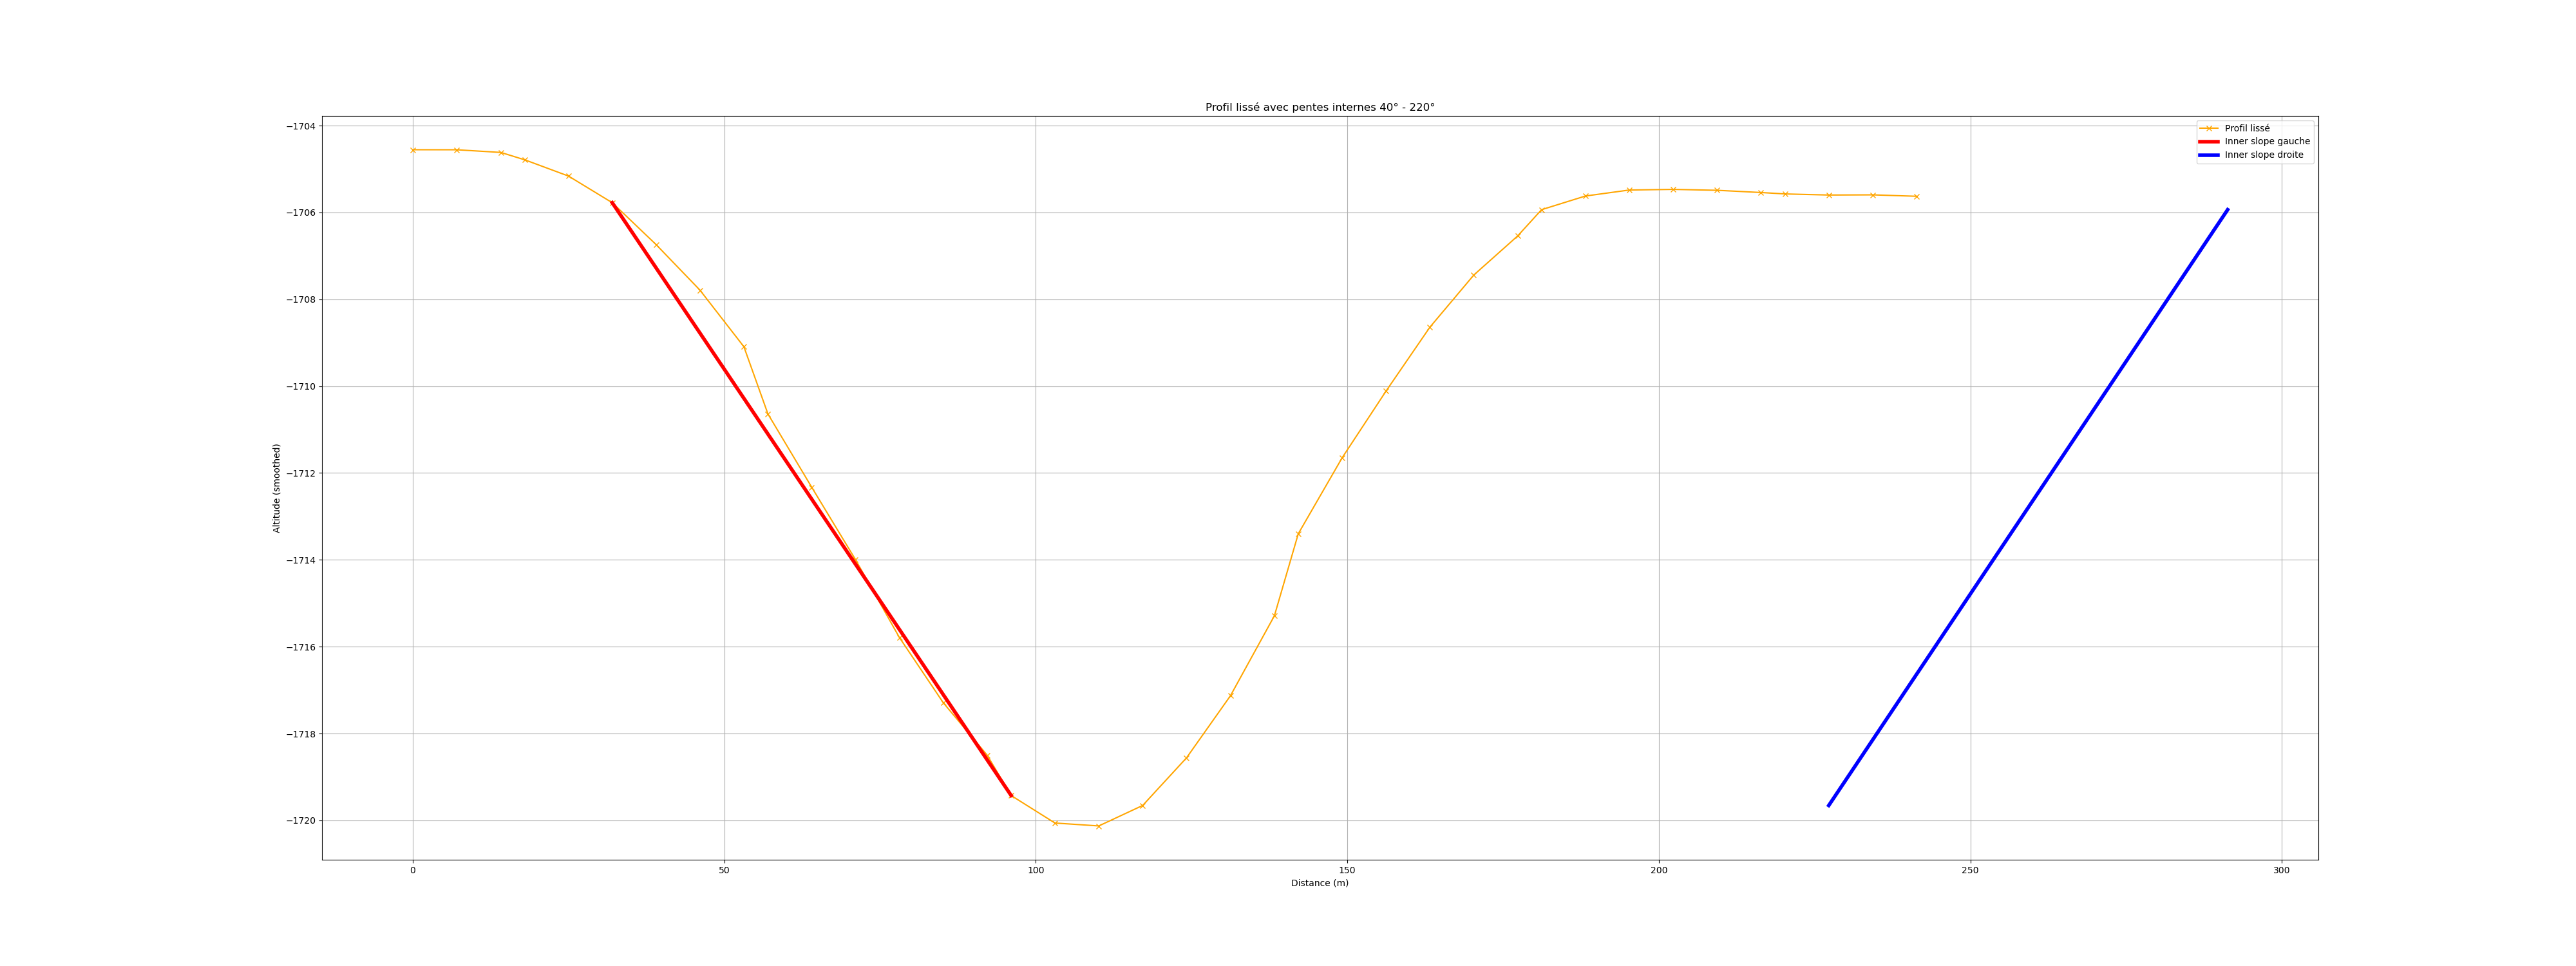 Profil lissé avec pentes internes 40° - 220°
Profil lissé
Inner slope gauche
Inner slope droite
Altitude (smoothed)
−1704
−1706
−1708
−1710
−1712
−1714
−1716
−1718
−1720
0 50 100 150 200 250 300
Distance (m)